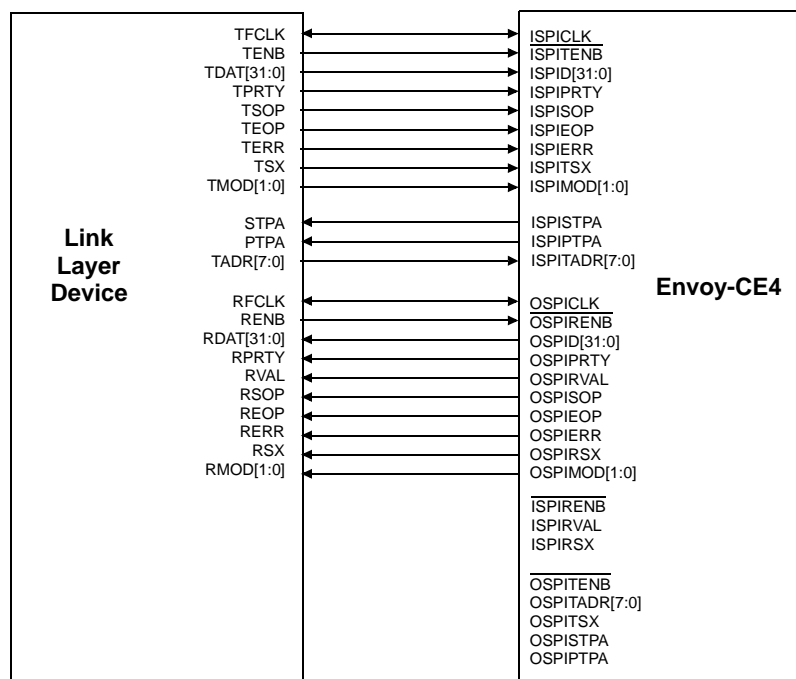 TFCLK ISPICLK
TENB ISPITENB
TDAT[31:0] ISPID[31:0]
TPRTY ISPIPRTY
TSOP ISPISOP
TEOP ISPIEOP
TERR ISPIERR
TSX ISPITSX
TMOD[1:0] ISPIMOD[1:0]
STPA ISPISTPA
PTPA ISPIPTPA
TADR[7:0] ISPITADR[7:0]
Link
Layer
Device
Envoy-CE4
RFCLK OSPICLK
RENB OSPIRENB
RDAT[31:0] OSPID[31:0]
RPRTY OSPIPRTY
RVAL OSPIRVAL
RSOP OSPISOP
REOP OSPIEOP
RERR OSPIERR
RSX OSPIRSX
RMOD[1:0] OSPIMOD[1:0]
ISPIRENB
ISPIRVAL
ISPIRSX
OSPITENB
OSPITADR[7:0]
OSPITSX
OSPISTPA
OSPIPTPA